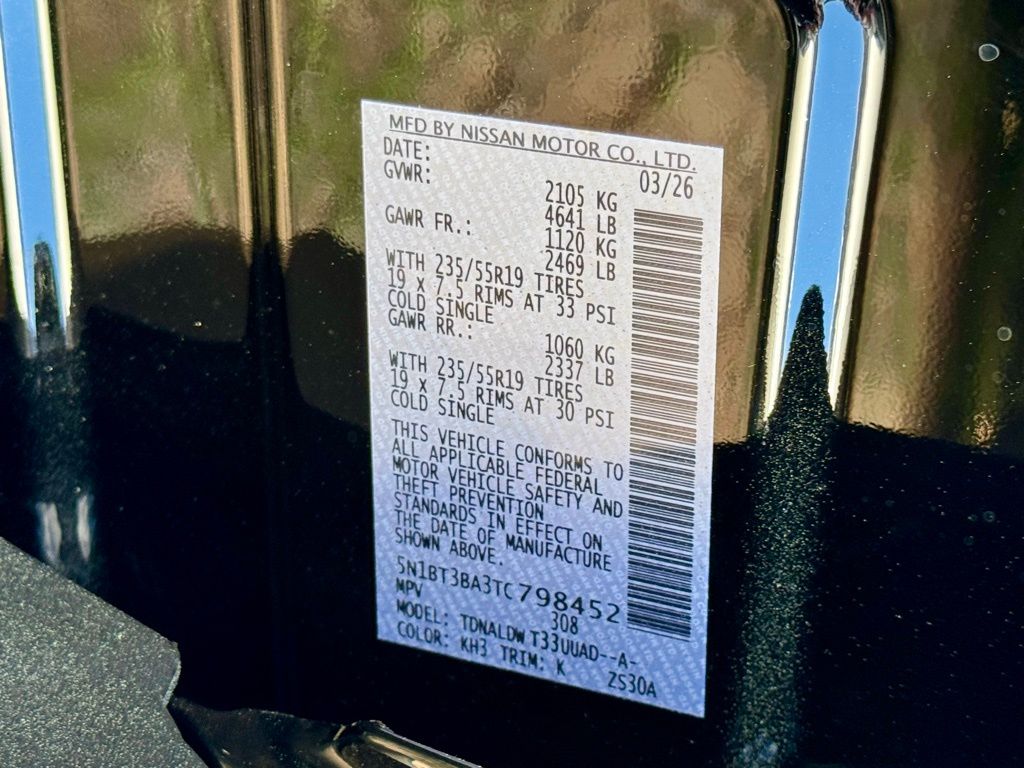 MFD BY NISSAN MOTOR CO., LTD.
DATE: 03/26
GVWR: 2105 KG
4641 LB
GAWR FR.: 1120 KG
2469 LB
WITH 235/55R19 TIRES
19 X 7.5 RIMS AT 33 PSI
COLD SINGLE
GAWR RR.: 1060 KG
2337 LB
WITH 235/55R19 TIRES
19 X 7.5 RIMS AT 30 PSI
COLD SINGLE
THIS VEHICLE CONFORMS TO
ALL APPLICABLE FEDERAL
MOTOR VEHICLE SAFETY AND
THEFT PREVENTION
STANDARDS IN EFFECT ON
THE DATE OF MANUFACTURE
SHOWN ABOVE.
5N1BT3BA3TC798452
MPV 308
MODEL: TDNALDW T33UUAD--A-
COLOR: KH3 TRIM: K ZS30A